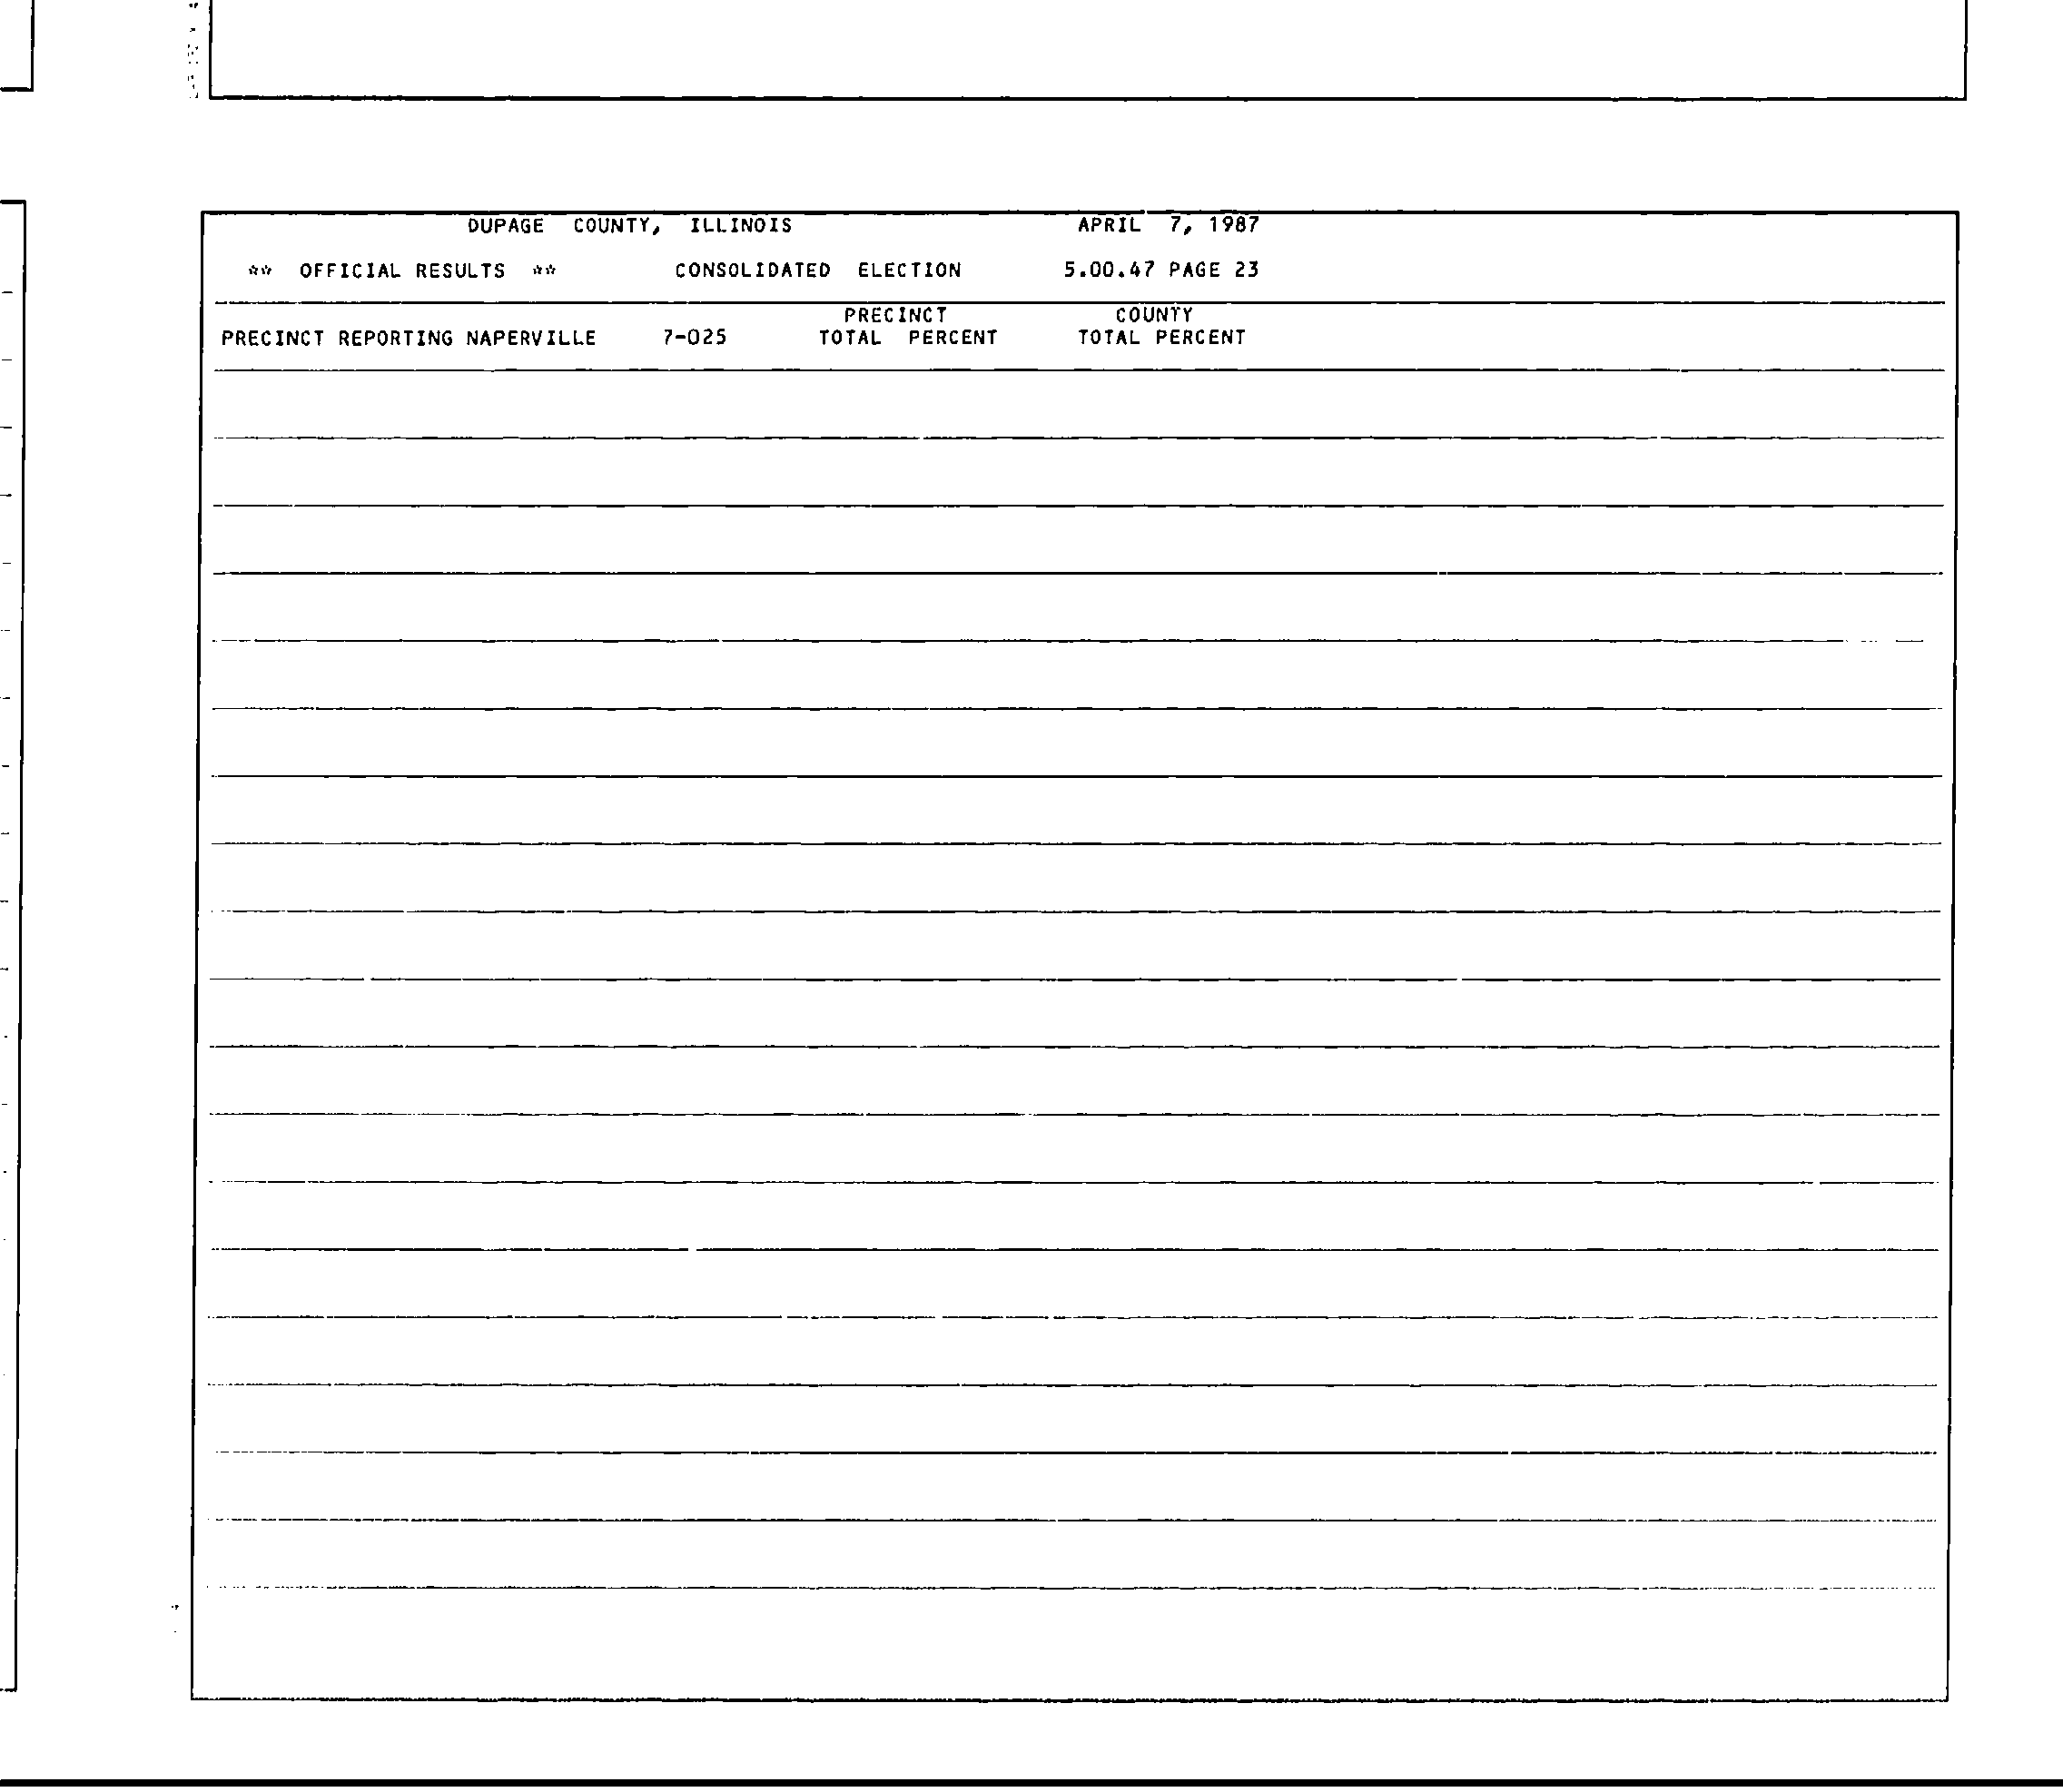 DUPAGE COUNTY, ILLINOIS APRIL 7, 1987
** OFFICIAL RESULTS ** CONSOLIDATED ELECTION 5.00.47 PAGE 23
PRECINCT COUNTY
PRECINCT REPORTING NAPERVILLE 7-025 TOTAL PERCENT TOTAL PERCENT